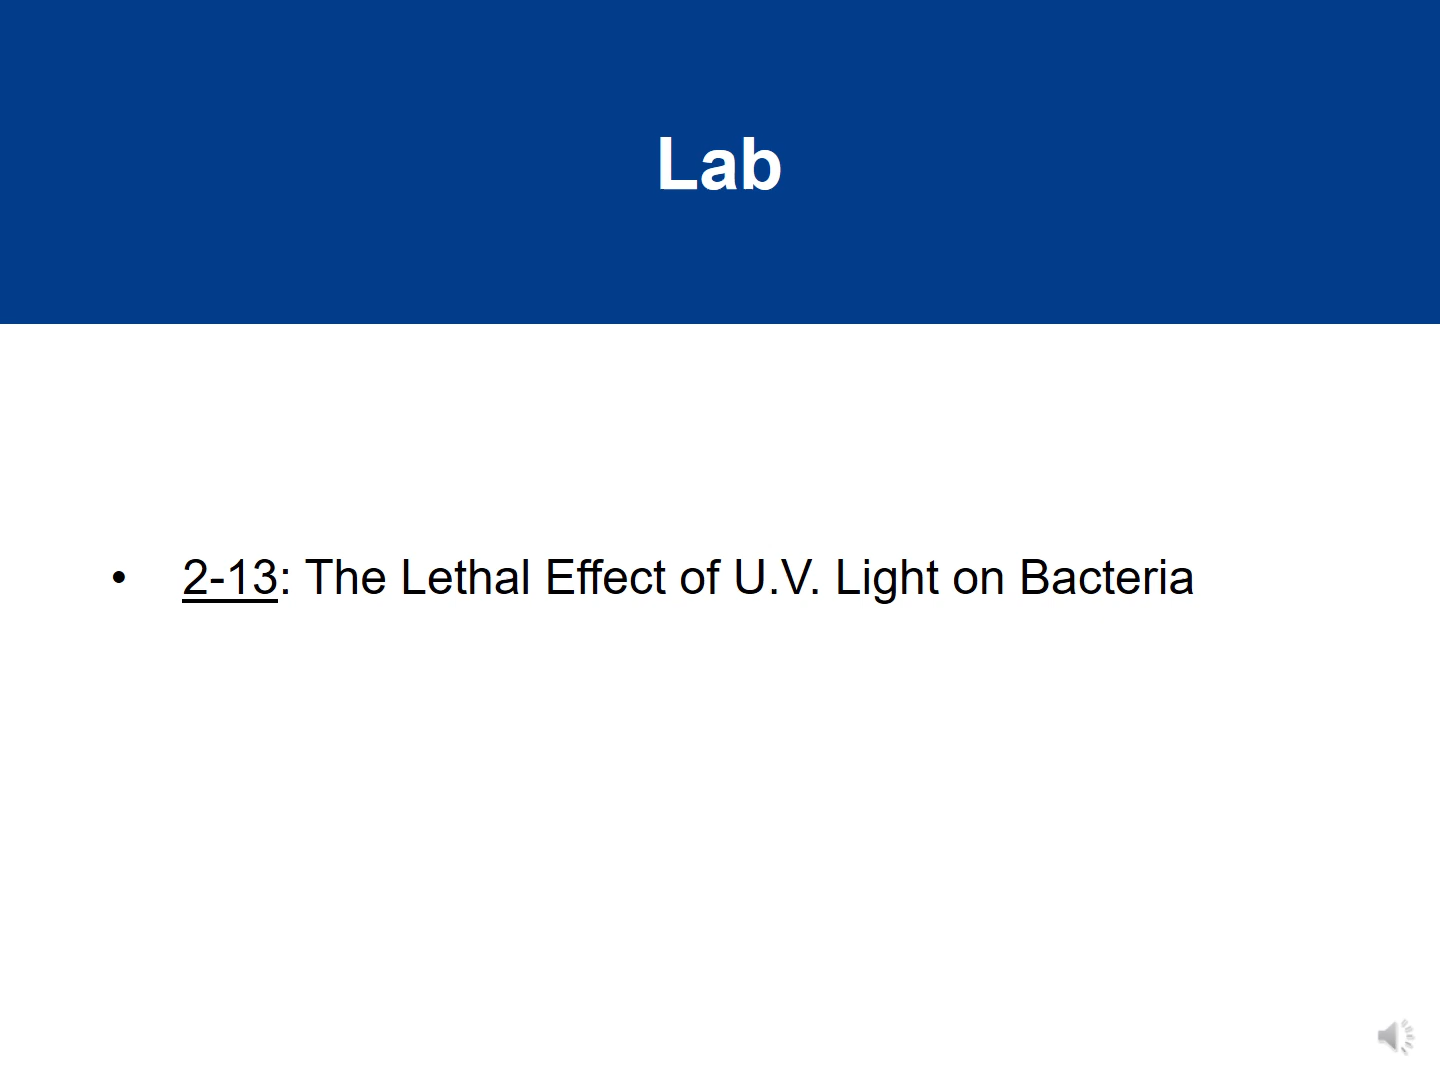 Lab
• 2-13: The Lethal Effect of U.V. Light on Bacteria